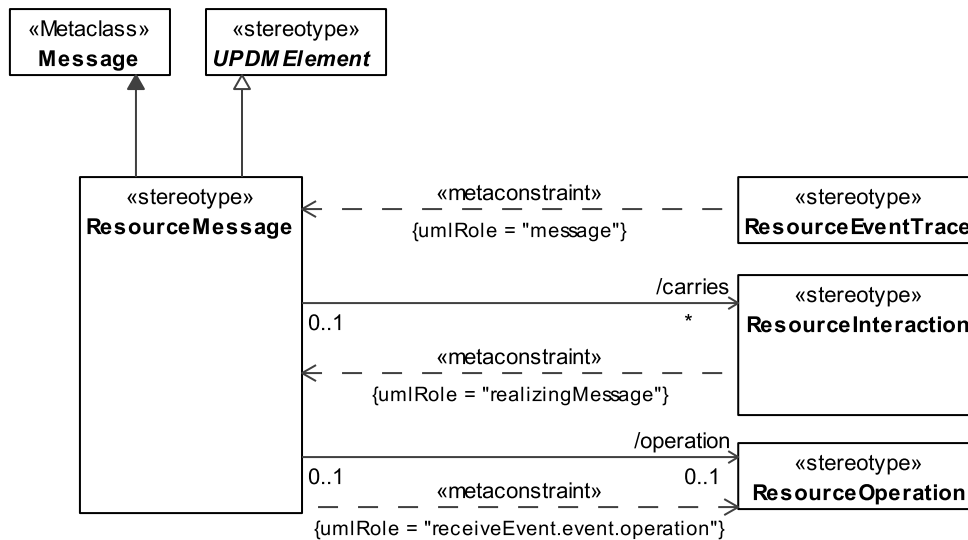 «Metaclass»
Message
«stereotype»
UPDMElement
«stereotype»
ResourceMessage
«metaconstraint»
{umlRole = "message"}
«stereotype»
ResourceEventTrace
/carries
0..1
*
«stereotype»
ResourceInteraction
«metaconstraint»
{umlRole = "realizingMessage"}
/operation
0..1
0..1
«stereotype»
ResourceOperation
«metaconstraint»
{umlRole = "receiveEvent.event.operation"}